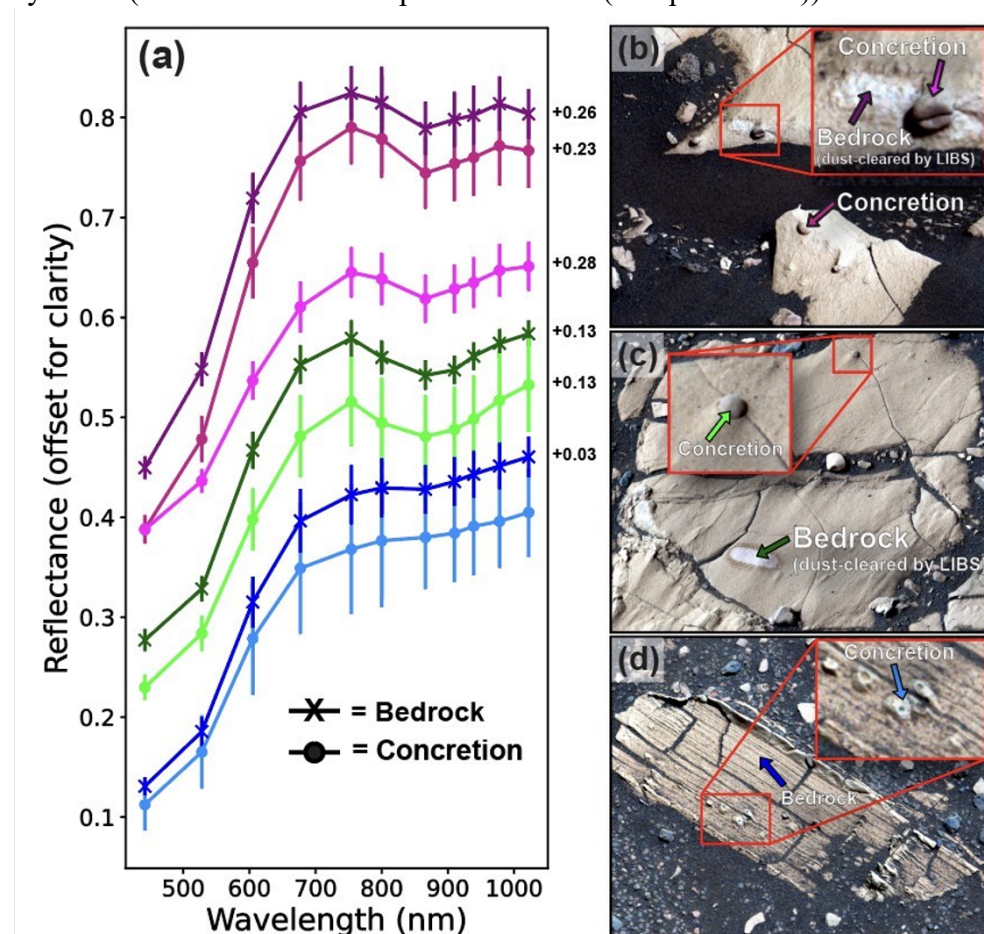 (a)
Reflectance (offset for clarity)
0.8
0.7
0.6
0.5
0.4
0.3
0.2
0.1
+0.26
+0.23
+0.28
+0.13
+0.13
+0.03
= Bedrock
= Concretion
500 600 700 800 900 1000
Wavelength (nm)
(b)
Concretion
Bedrock
(dust-cleared by LIBS)
Concretion
(c)
Concretion
Bedrock
(dust-cleared by LIBS)
(d)
Concretion
Bedrock